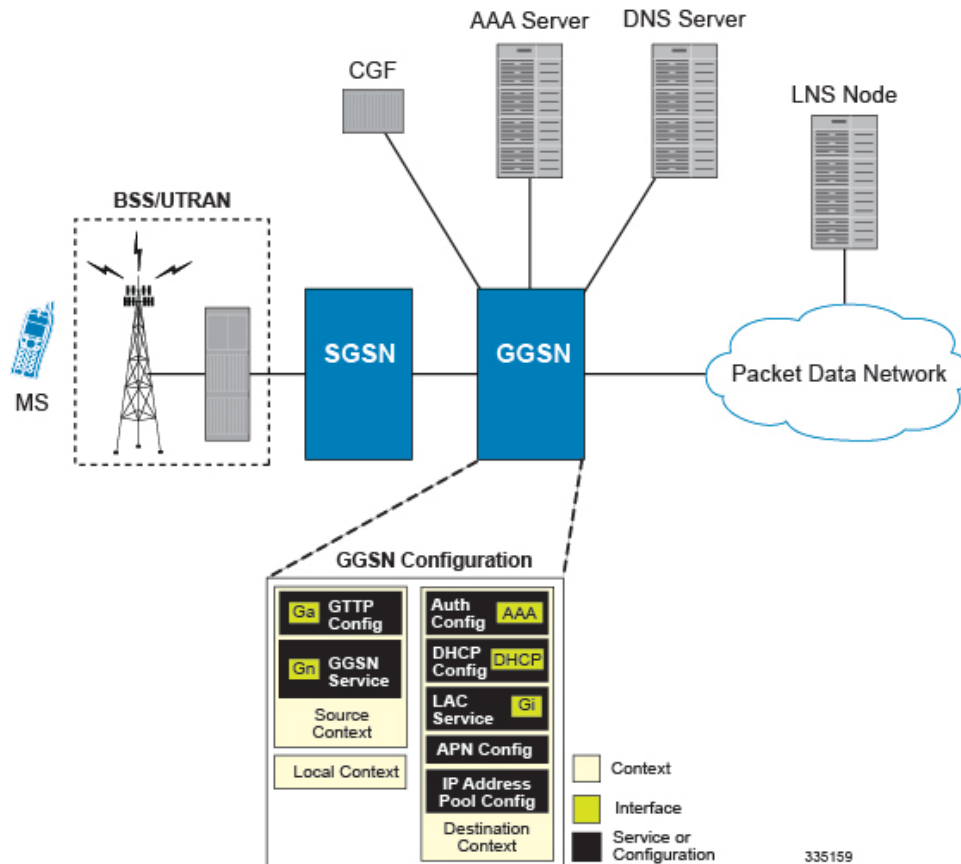 AAA Server
DNS Server
CGF
LNS Node
BSS/UTRAN
MS
SGSN
GGSN
Packet Data Network
GGSN Configuration
Ga
GTTP
Config
Gn
GGSN
Service
Source
Context
Local Context
Auth
Config
AAA
DHCP
Config
DHCP
LAC
Service
Gi
APN Config
IP Address
Pool Config
Destination
Context
Context
Interface
Service or
Configuration
335159